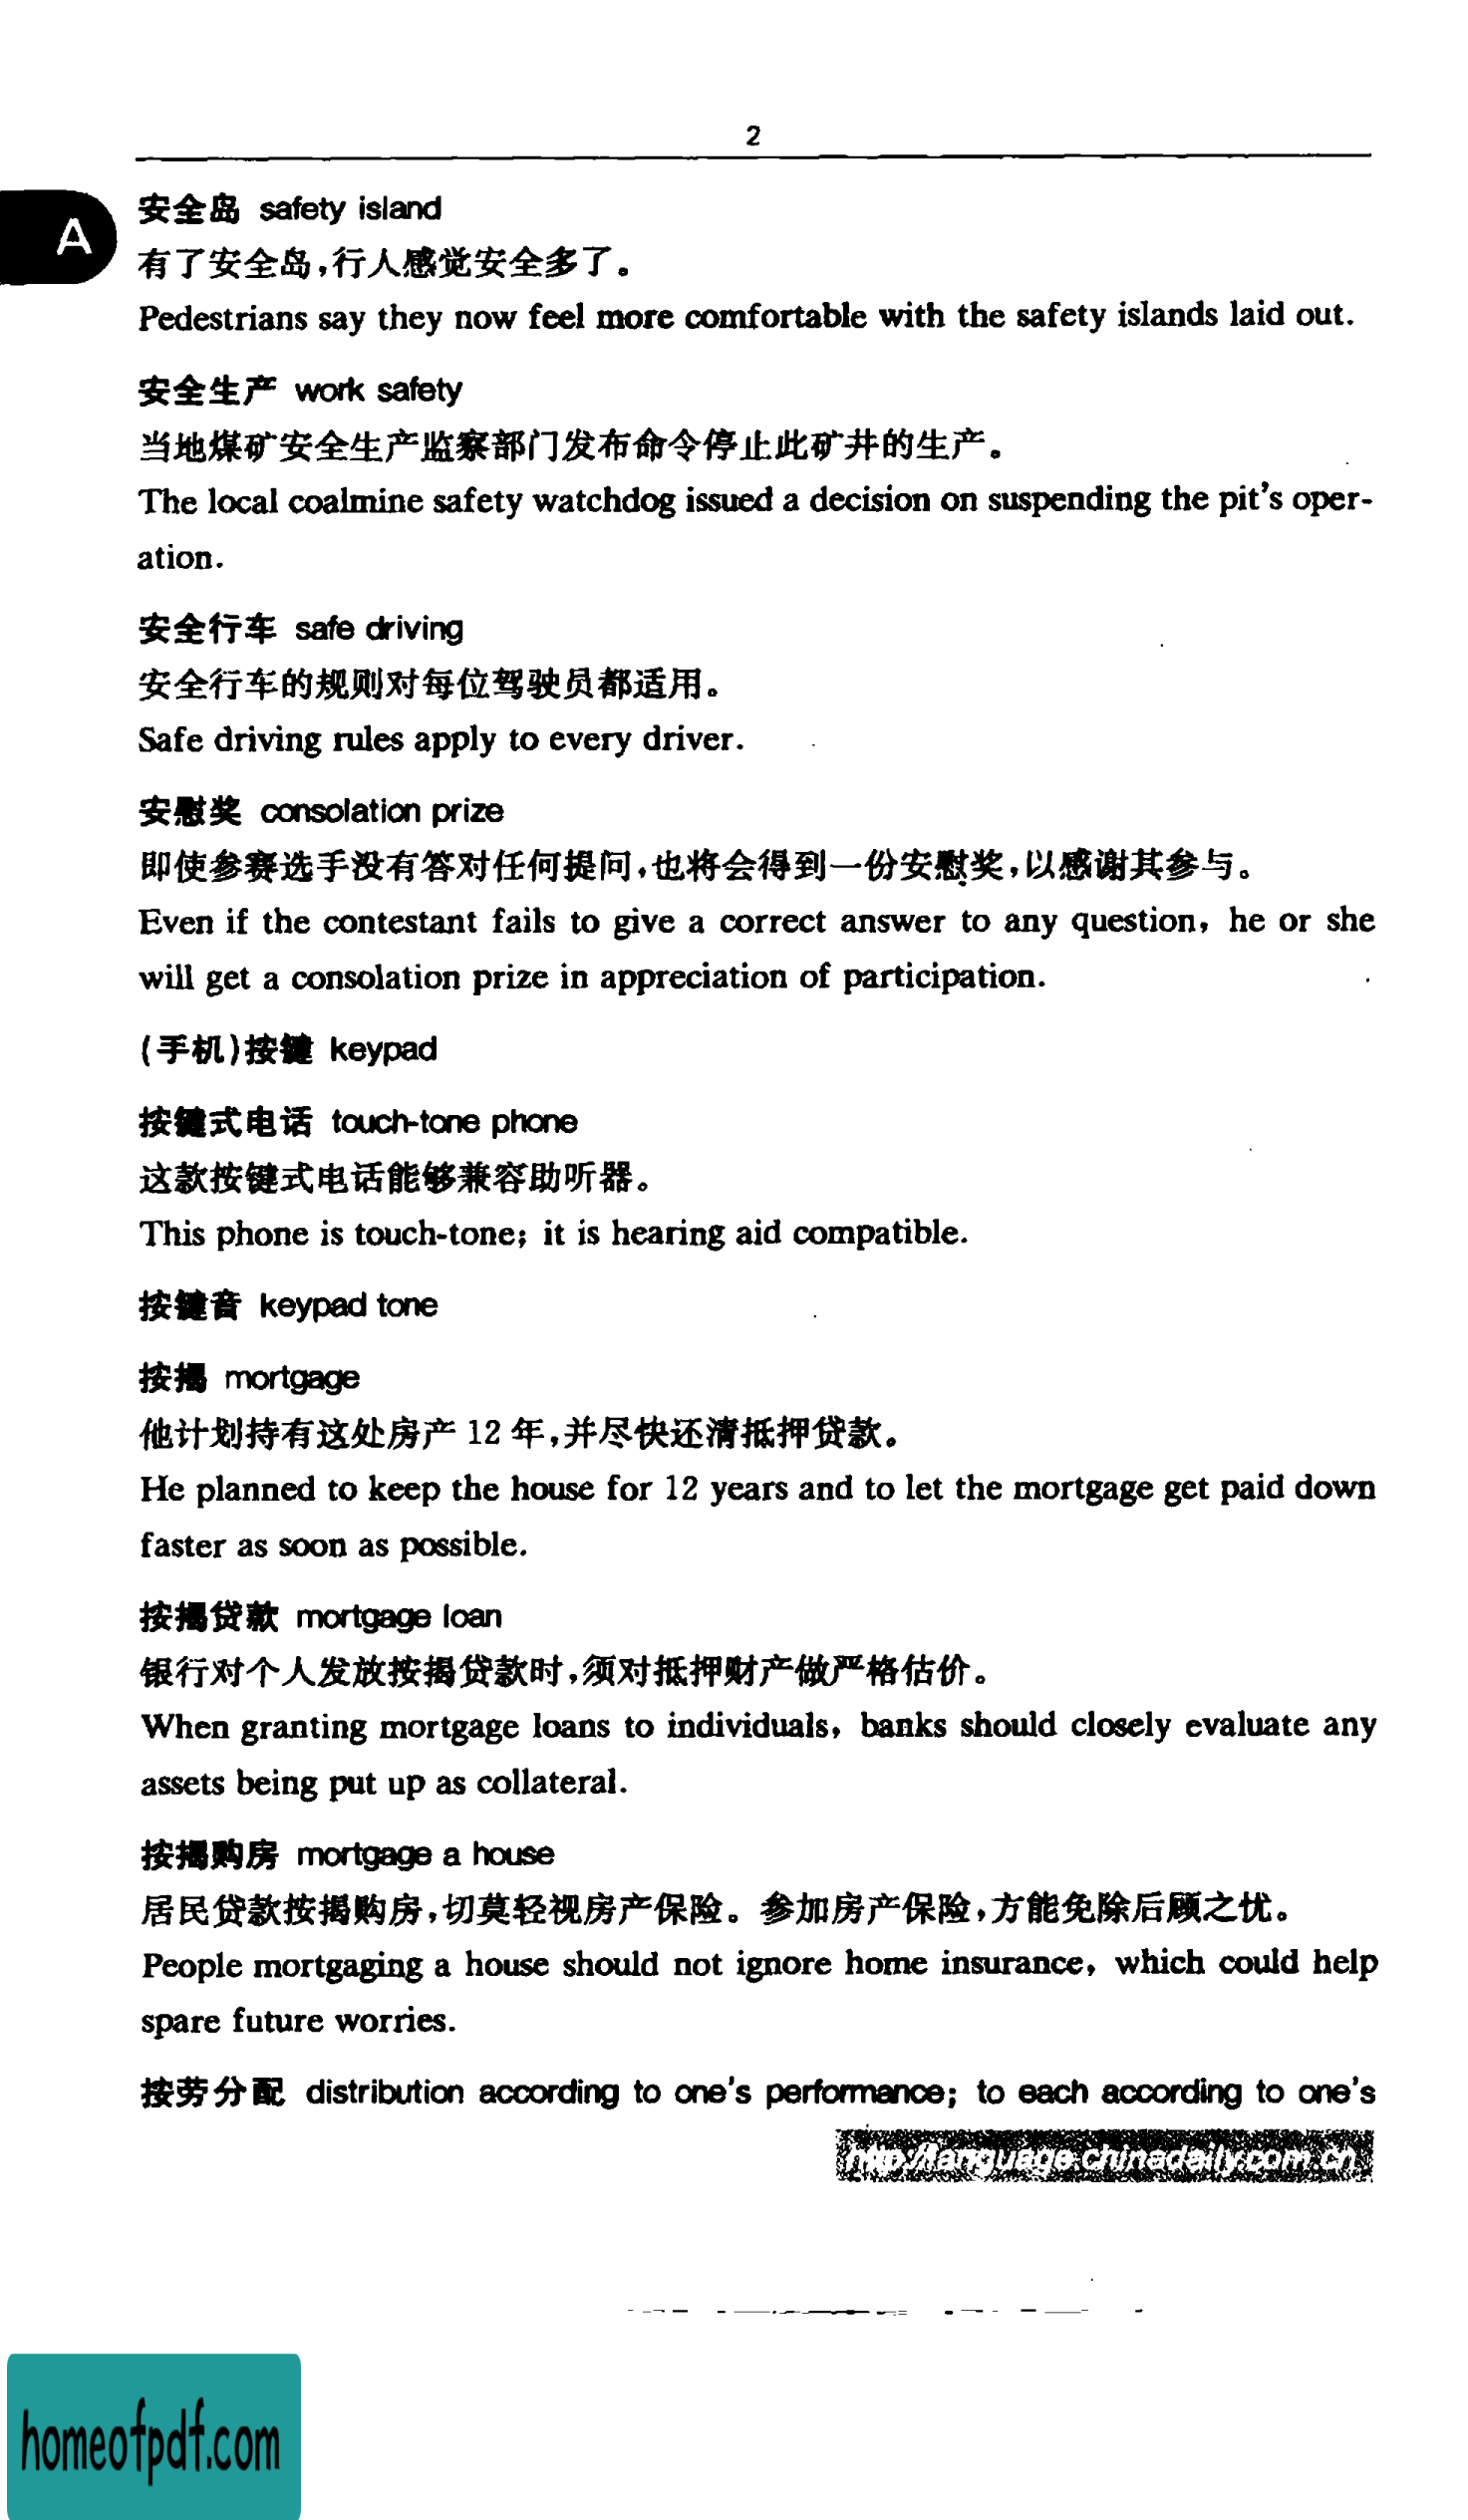 2
A
安全岛 safety island
有了安全岛,行人感觉安全多了。
Pedestrians say they now feel more comfortable with the safety islands laid out.
安全生产 work safety
当地煤矿安全生产监察部门发布命令停止此矿井的生产。
The local coalmine safety watchdog issued a decision on suspending the pit's oper-
ation.
安全行车 safe driving
安全行车的规则对每位驾驶员都适用。
Safe driving rules apply to every driver.
安慰奖 consolation prize
即使参赛选手没有答对任何提问,也将会得到一份安慰奖,以感谢其参与。
Even if the contestant fails to give a correct answer to any question, he or she
will get a consolation prize in appreciation of participation.
(手机)按键 keypad
按键式电话 touch-tone phone
这款按键式电话能够兼容助听器。
This phone is touch-tone; it is hearing aid compatible.
按键音 keypad tone
按揭 mortgage
他计划持有这处房产 12 年,并尽快还清抵押贷款。
He planned to keep the house for 12 years and to let the mortgage get paid down
faster as soon as possible.
按揭贷款 mortgage loan
银行对个人发放按揭贷款时,须对抵押财产做严格估价。
When granting mortgage loans to individuals, banks should closely evaluate any
assets being put up as collateral.
按揭购房 mortgage a house
居民贷款按揭购房,切莫轻视房产保险。参加房产保险,方能免除后顾之忧。
People mortgaging a house should not ignore home insurance, which could help
spare future worries.
按劳分配 distribution according to one's performance; to each according to one's
http://language.chinadaily.com.cn
homeofpdf.com